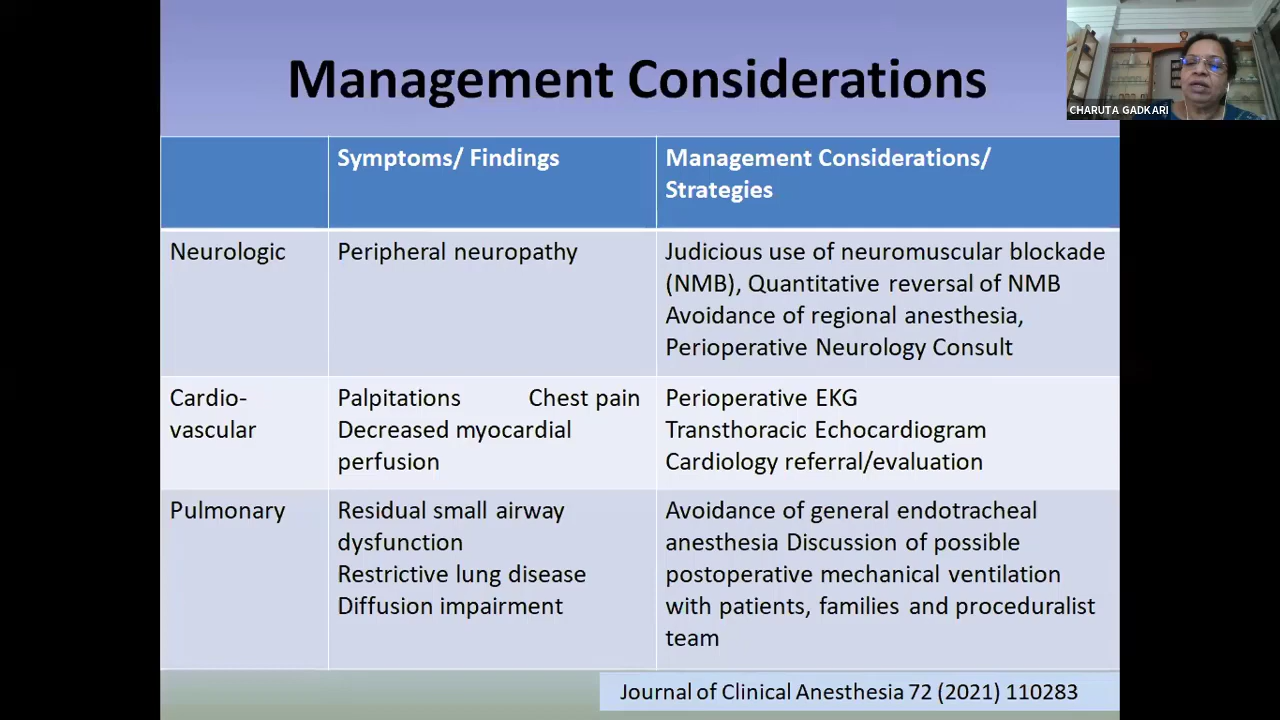 Management Considerations
CHARUTA GADKARI
Symptoms/ Findings
Management Considerations/
Strategies
Neurologic
Peripheral neuropathy
Judicious use of neuromuscular blockade
(NMB), Quantitative reversal of NMB
Avoidance of regional anesthesia,
Perioperative Neurology Consult
Cardio-
vascular
Palpitations Chest pain
Decreased myocardial
perfusion
Perioperative EKG
Transthoracic Echocardiogram
Cardiology referral/evaluation
Pulmonary
Residual small airway
dysfunction
Restrictive lung disease
Diffusion impairment
Avoidance of general endotracheal
anesthesia Discussion of possible
postoperative mechanical ventilation
with patients, families and proceduralist
team
Journal of Clinical Anesthesia 72 (2021) 110283